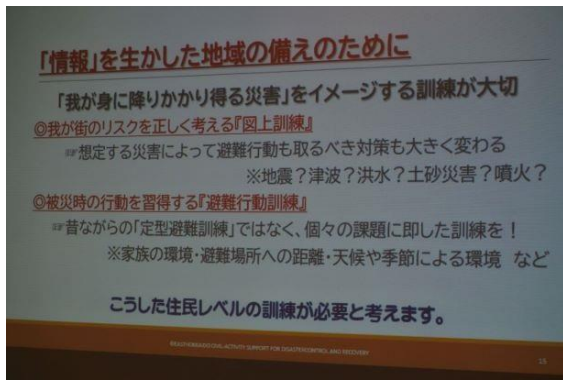 「情報」を生かした地域の備えのために
「我が身に降りかかり得る災害」をイメージする訓練が大切
◎我が街のリスクを正しく考える『図上訓練』
☞想定する災害によって避難行動も取るべき対策も大きく変わる
※地震？津波？洪水？土砂災害？噴火？
◎被災時の行動を習得する『避難行動訓練』
☞昔ながらの「定型避難訓練」ではなく、個々の課題に即した訓練を！
※家族の環境・避難場所への距離・天候や季節による環境 など
こうした住民レベルの訓練が必要と考えます。
SUPPORT FOR DISASTER CONTROL AND RECOVERY